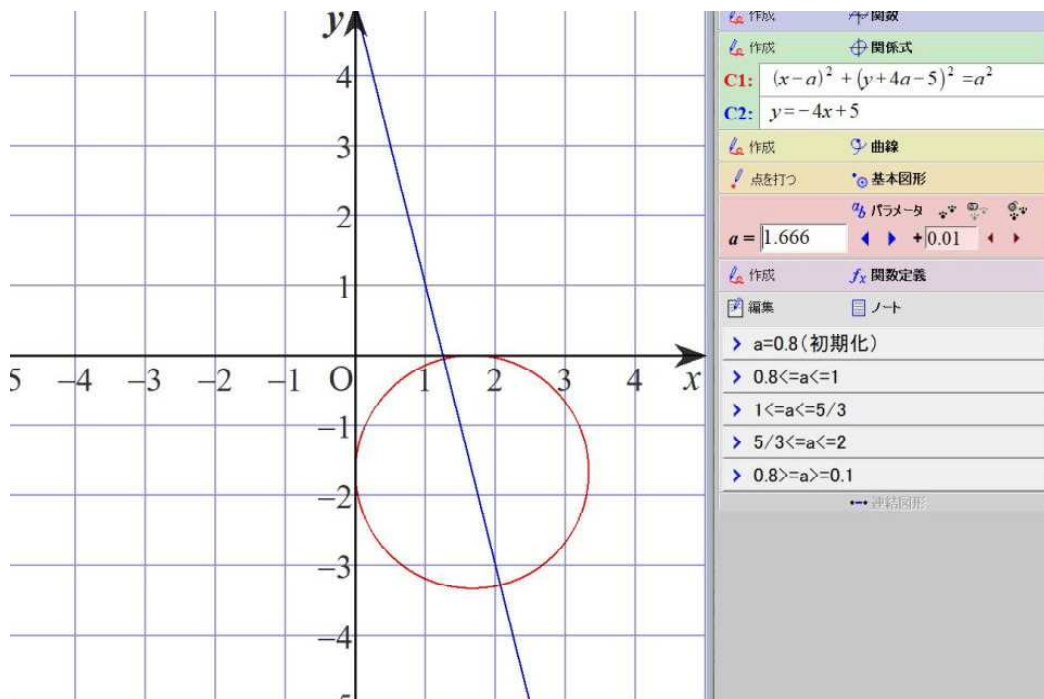 y
4
3
2
1
5 −4 −3 −2 −1 O 1 2 3 4 x
−1
−2
−3
−4
作成 関数
作成 関係式
C1: (x−a)² +(y+4a−5)² =a²
C2: y=−4x+5
作成 曲線
点を打つ 基本図形
ab パラメータ
a = 1.666 +0.01
作成 fx 関数定義
編集 ノート
> a=0.8(初期化)
> 0.8<=a<=1
> 1<=a<=5/3
> 5/3<=a<=2
> 0.8>=a>=0.1
連結図形